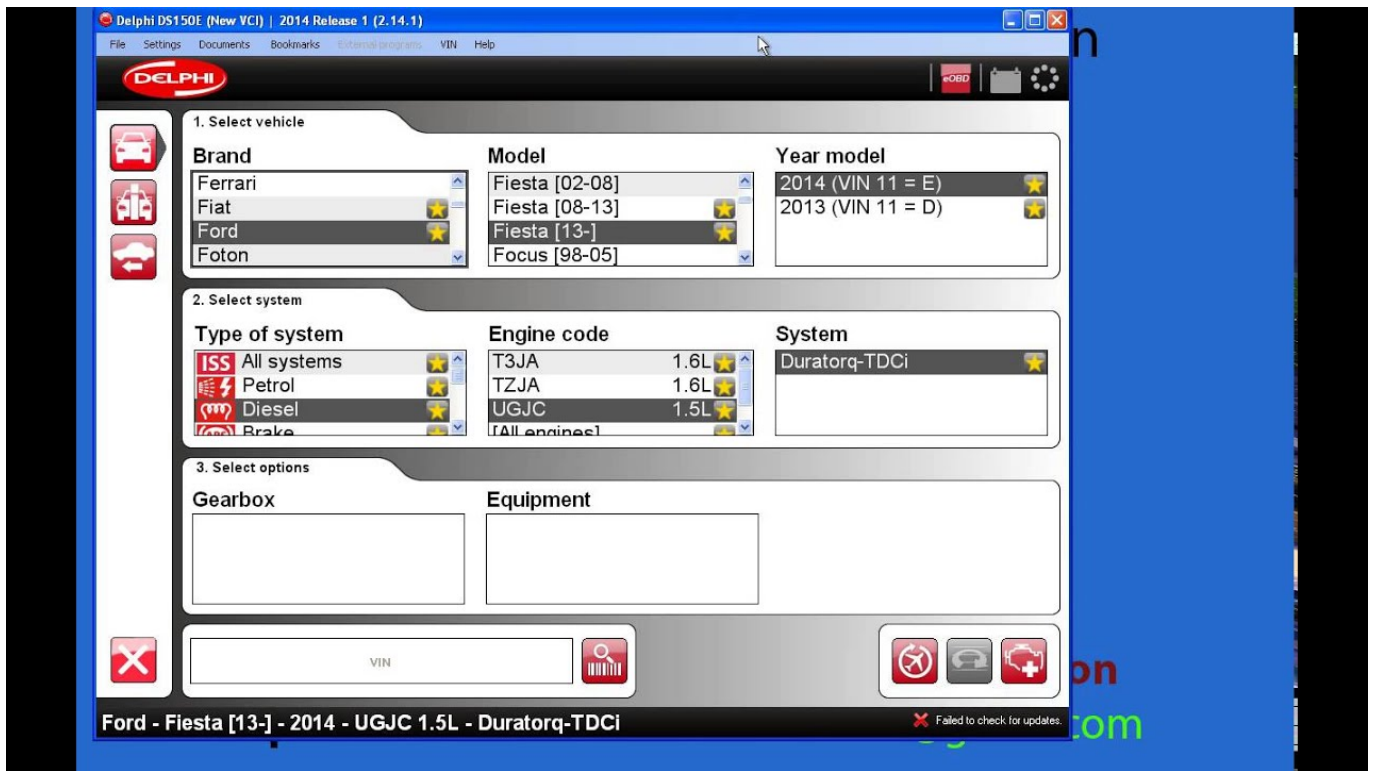 Delphi DS150E (New VCI) | 2014 Release 1 (2.14.1)
File Settings Documents Bookmarks External programs VIN Help
n
DELPHI
eOBD
1. Select vehicle
Brand Model Year model
Ferrari Fiesta [02-08] 2014 (VIN 11 = E)
Fiat Fiesta [08-13] 2013 (VIN 11 = D)
Ford Fiesta [13-]
Foton Focus [98-05]
2. Select system
Type of system Engine code System
ISS All systems T3JA 1.6L Duratorq-TDCi
Petrol TZJA 1.6L
Diesel UGJC 1.5L
(ABS) Brake [All engines]
3. Select options
Gearbox Equipment
VIN
on
Ford - Fiesta [13-] - 2014 - UGJC 1.5L - Duratorq-TDCi Failed to check for updates.
com